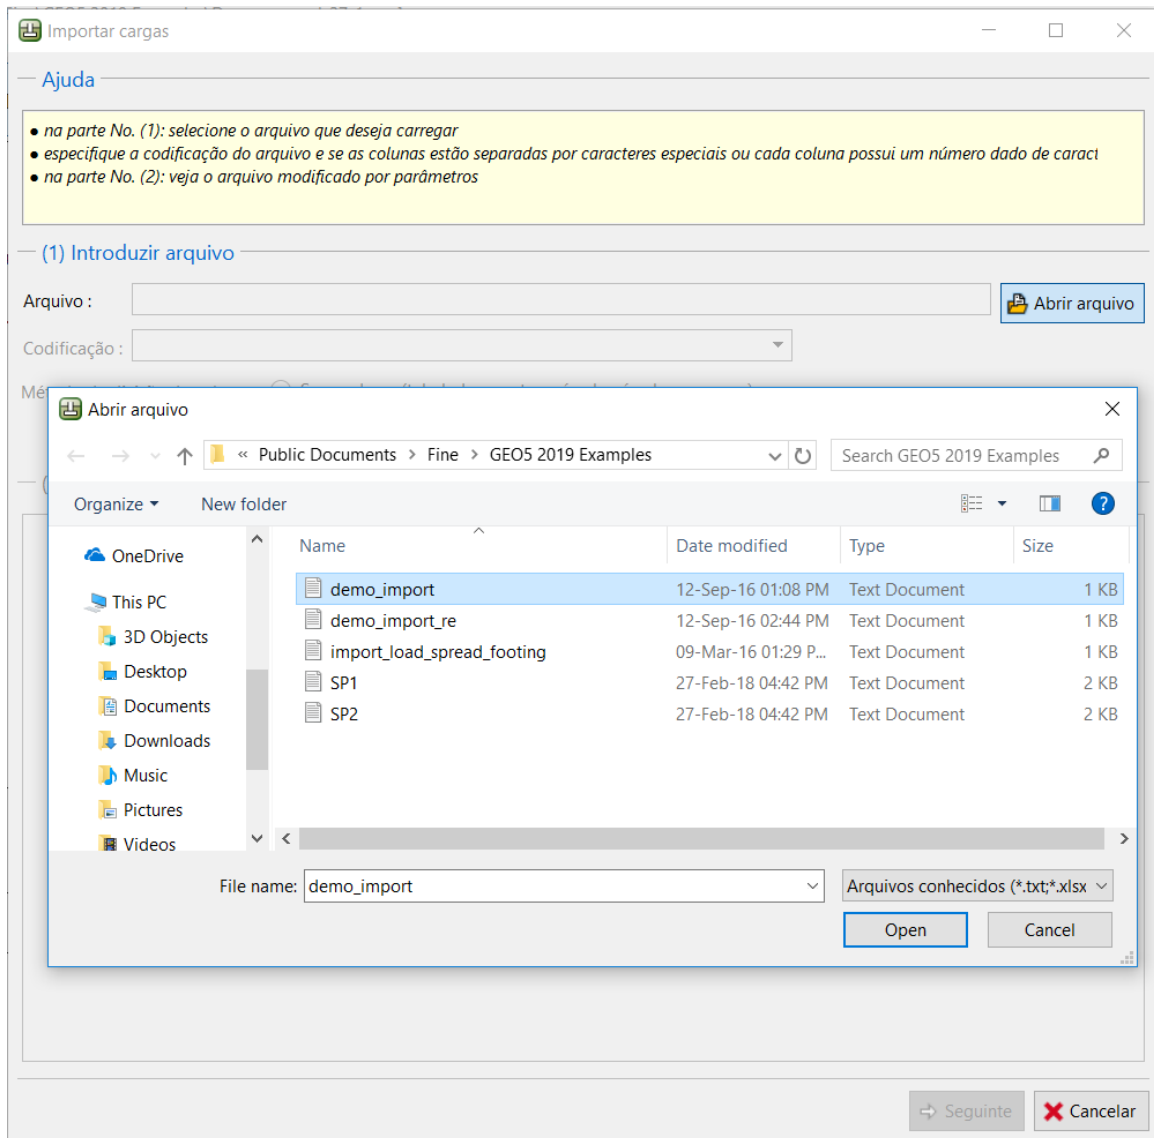 Importar cargas
Ajuda
● na parte No. (1): selecione o arquivo que deseja carregar
● especifique a codificação do arquivo e se as colunas estão separadas por caracteres especiais ou cada coluna possui um número dado de caract
● na parte No. (2): veja o arquivo modificado por parâmetros
(1) Introduzir arquivo
Arquivo :
Abrir arquivo
Codificação :
Abrir arquivo
« Public Documents > Fine > GEO5 2019 Examples
Search GEO5 2019 Examples
Organize
New folder
OneDrive
This PC
3D Objects
Desktop
Documents
Downloads
Music
Pictures
Videos
Name Date modified Type Size
demo_import 12-Sep-16 01:08 PM Text Document 1 KB
demo_import_re 12-Sep-16 02:44 PM Text Document 1 KB
import_load_spread_footing 09-Mar-16 01:29 P... Text Document 1 KB
SP1 27-Feb-18 04:42 PM Text Document 2 KB
SP2 27-Feb-18 04:42 PM Text Document 2 KB
File name: demo_import
Arquivos conhecidos (*.txt;*.xlsx
Open
Cancel
Seguinte
Cancelar